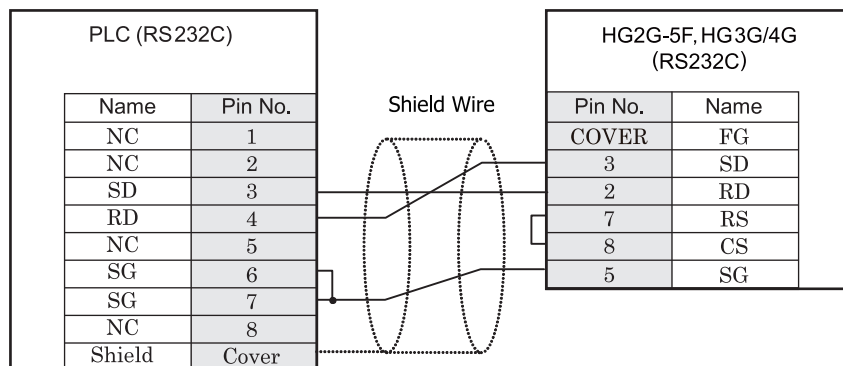 PLC (RS232C)
Name Pin No.
NC 1
NC 2
SD 3
RD 4
NC 5
SG 6
SG 7
NC 8
Shield Cover
Shield Wire
HG2G-5F, HG3G/4G
(RS232C)
Pin No. Name
COVER FG
3 SD
2 RD
7 RS
8 CS
5 SG